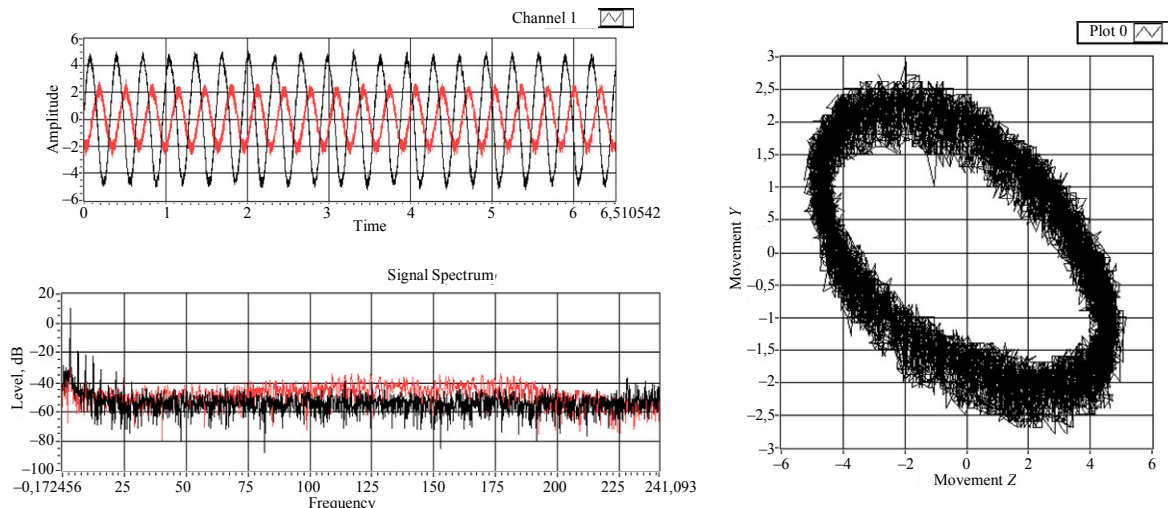 Channel 1
6
4
2
0
−2
−4
−6
Amplitude
0 1 2 3 4 5 6 6,510542
Time
Signal Spectrum
20
0
−20
−40
−60
−80
−100
Level, dB
−0,172456 25 50 75 100 125 150 175 200 225 241,093
Frequency
Plot 0
3
2,5
2
1,5
1
0,5
0
−0,5
−1
−1,5
−2
−2,5
−3
Movement Y
−6 −4 −2 0 2 4 6
Movement Z